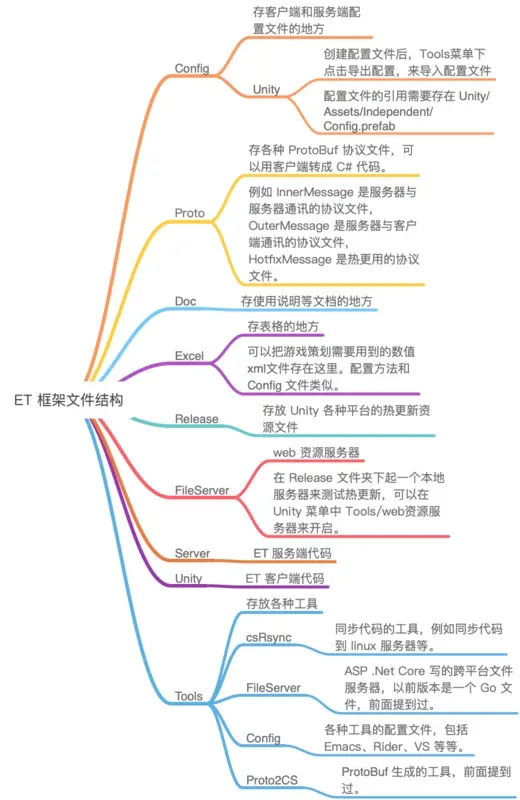 ET 框架文件结构
Config
存客户端和服务端配
置文件的地方
Unity
创建配置文件后，Tools菜单下
点击导出配置，来导入配置文件
配置文件的引用需要存在 Unity/
Assets/Independent/
Config.prefab
Proto
存各种 ProtoBuf 协议文件，可
以用客户端转成 C# 代码。
例如 InnerMessage 是服务器与
服务器通讯的协议文件，
OuterMessage 是服务器与客户
端通讯的协议文件，
HotfixMessage 是热更用的协议
文件。
Doc
存使用说明等文档的地方
Excel
存表格的地方
可以把游戏策划需要用到的数值
xml文件存在这里。配置方法和
Config 文件类似。
Release
存放 Unity 各种平台的热更新资
源文件
FileServer
web 资源服务器
在 Release 文件夹下起一个本地
服务器来测试热更新，可以在
Unity 菜单中 Tools/web资源服
务器来开启。
Server
ET 服务端代码
Unity
ET 客户端代码
Tools
存放各种工具
csRsync
同步代码的工具，例如同步代码
到 linux 服务器等。
FileServer
ASP .Net Core 写的跨平台文件
服务器，以前版本是一个 Go 文
件，前面提到过。
Config
各种工具的配置文件，包括
Emacs、Rider、VS 等等。
Proto2CS
ProtoBuf 生成的工具，前面提到
过。